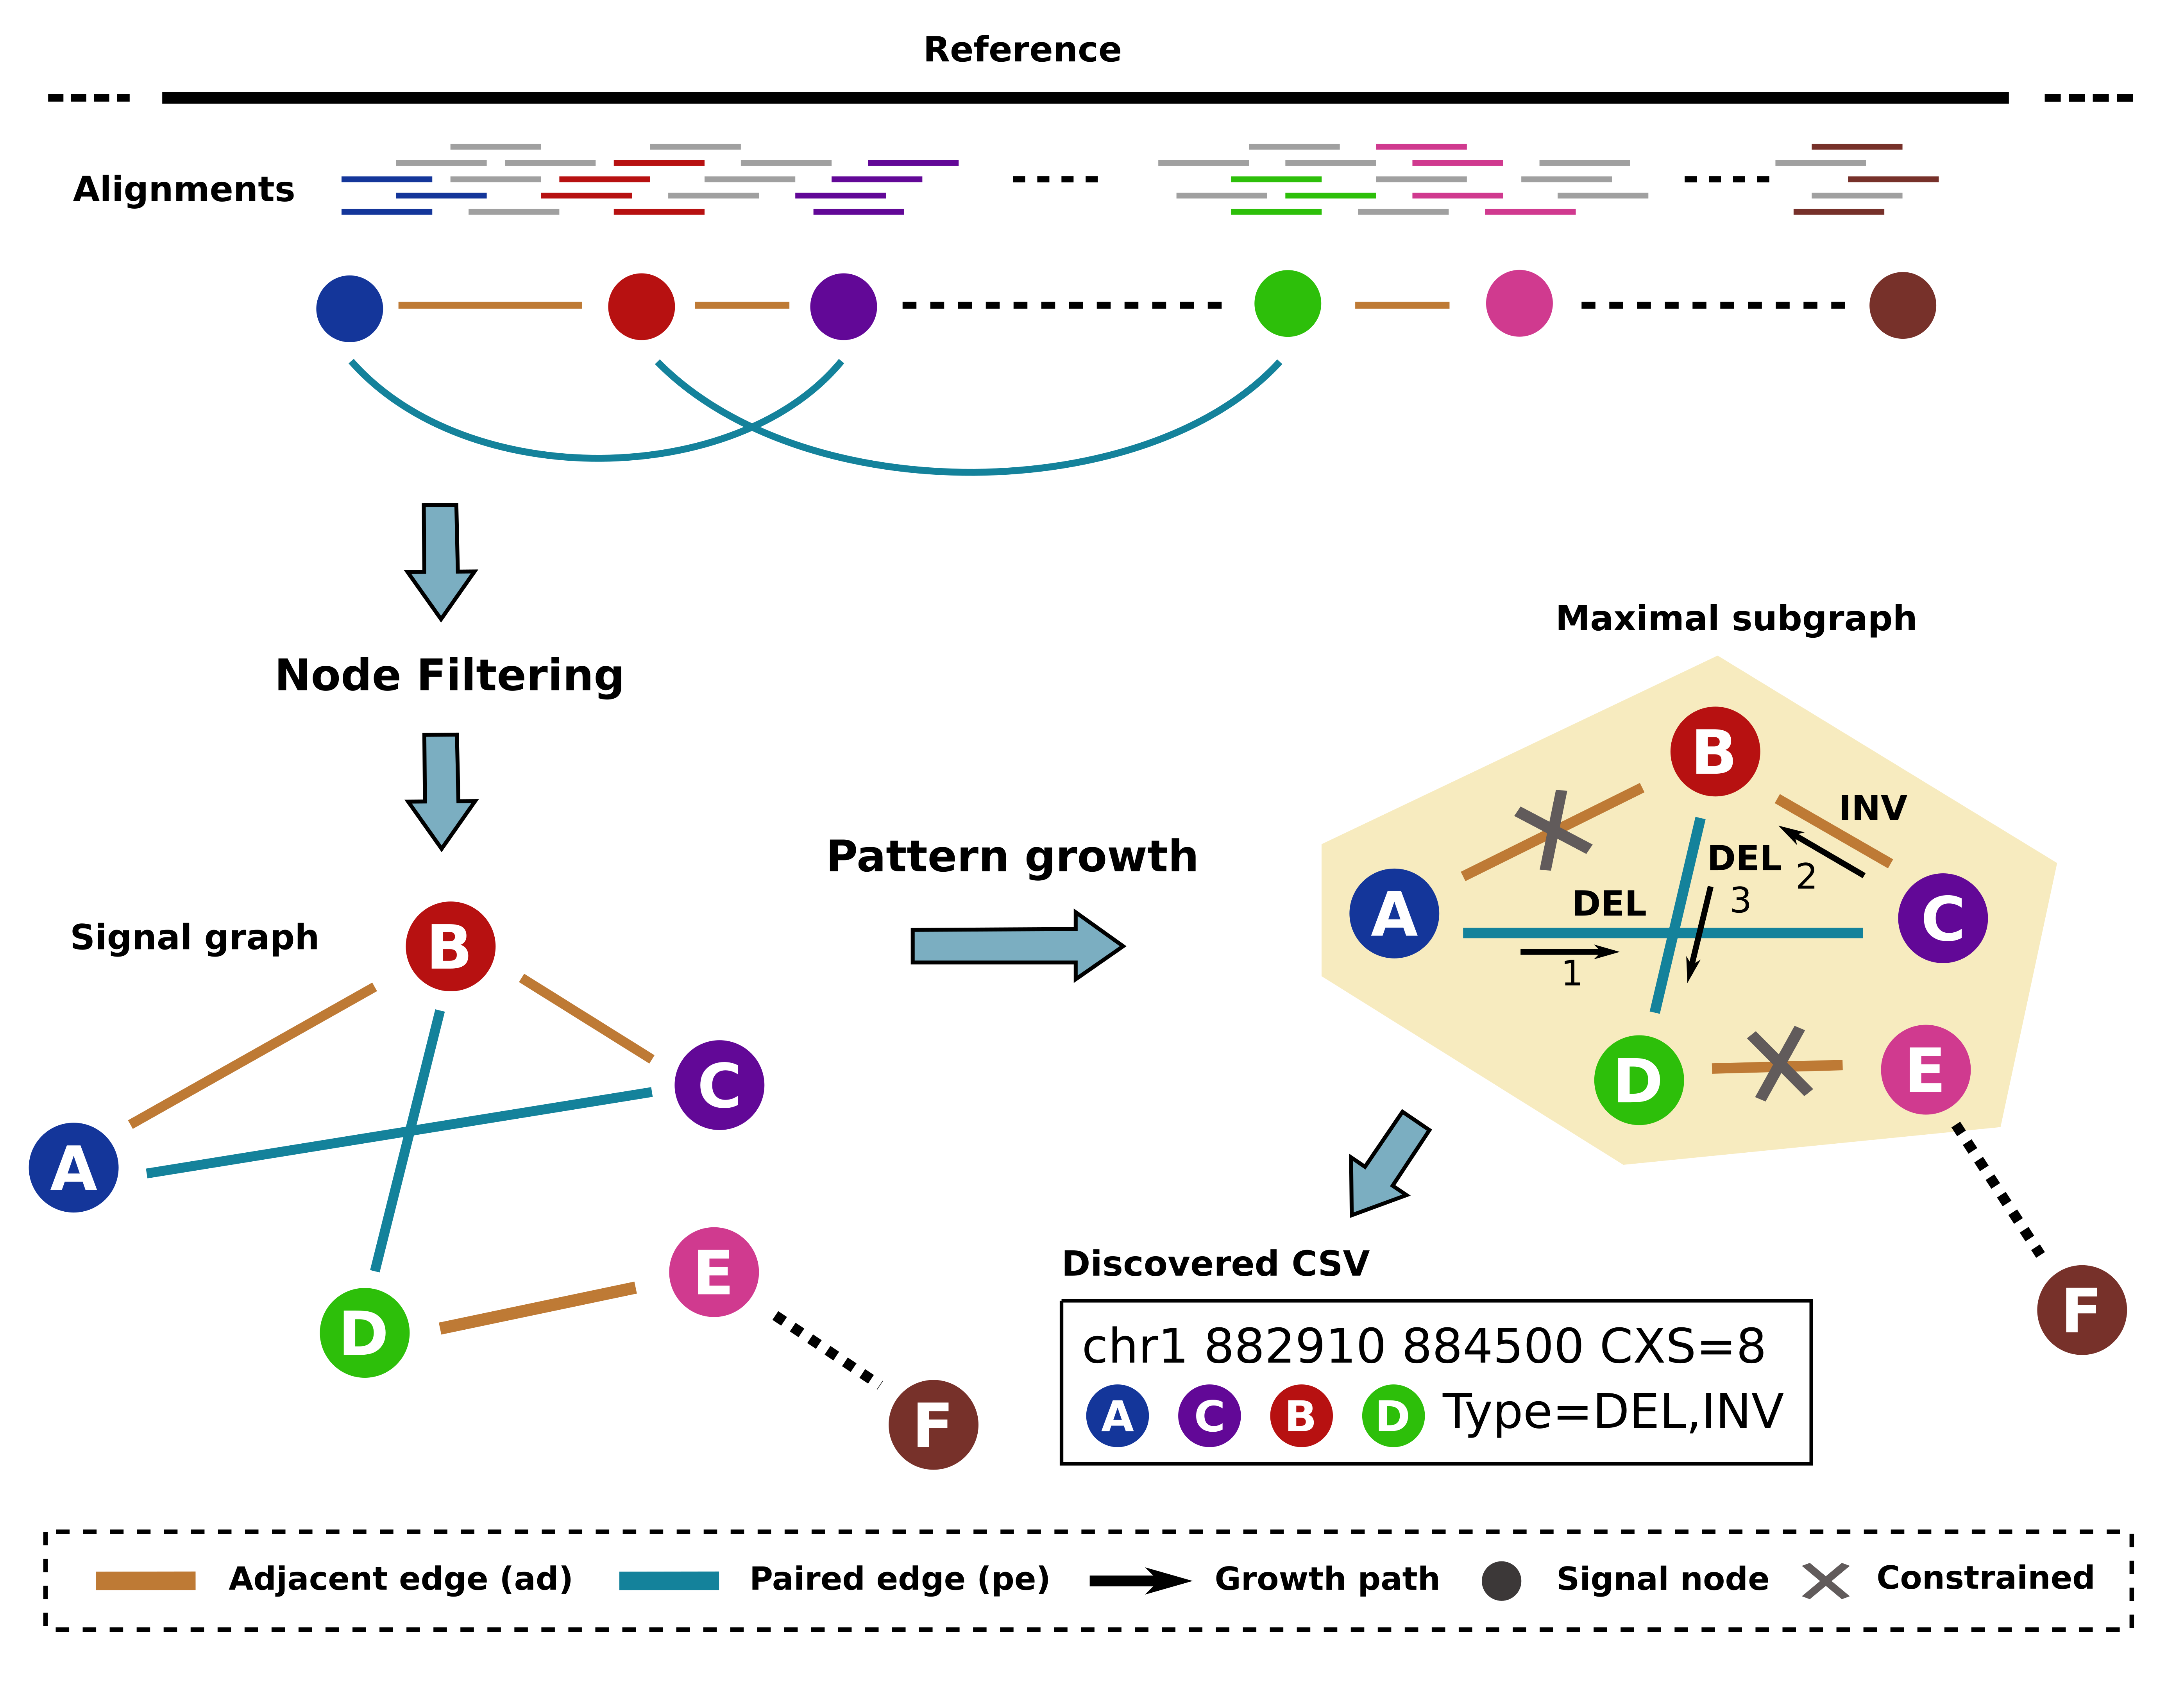 Reference
Alignments
Node Filtering
Maximal subgraph
B
INV
DEL
2
3
DEL
A
C
1
D
E
F
Pattern growth
Signal graph
B
C
A
E
D
F
Discovered CSV
chr1 882910 884500 CXS=8
A C B D Type=DEL,INV
Adjacent edge (ad) Paired edge (pe) Growth path Signal node Constrained